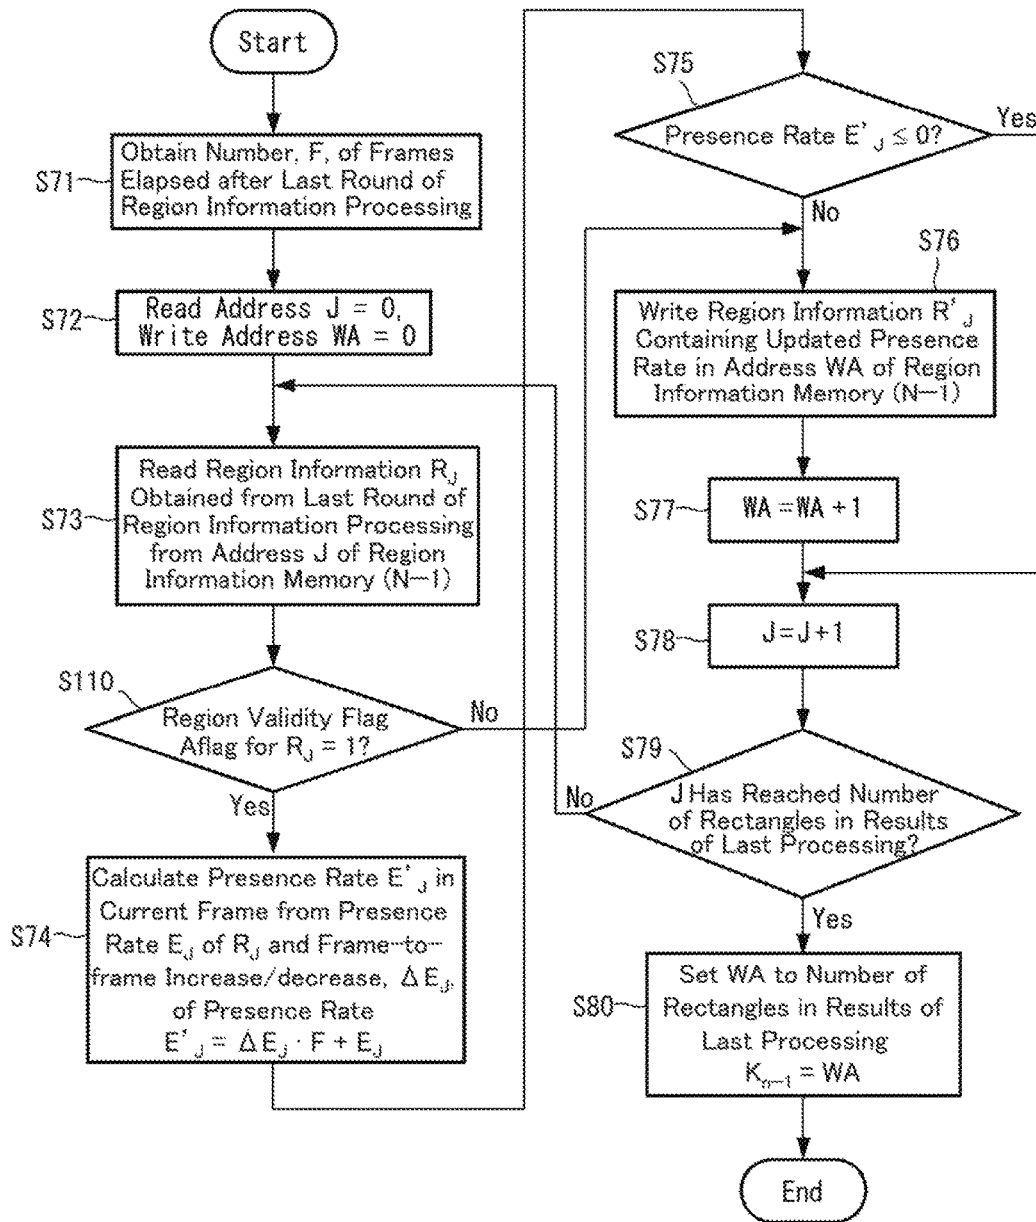 Start
S71
Obtain Number, F, of Frames
Elapsed after Last Round of
Region Information Processing
S72
Read Address J = 0,
Write Address WA = 0
S73
Read Region Information R_J
Obtained from Last Round of
Region Information Processing
from Address J of Region
Information Memory (N-1)
S110
Region Validity Flag
Aflag for R_J = 1?
No
Yes
S74
Calculate Presence Rate E'_J in
Current Frame from Presence
Rate E_J of R_J and Frame-to-
frame Increase/decrease, ΔE_J,
of Presence Rate
E'_J = ΔE_J · F + E_J
S75
Presence Rate E'_J ≤ 0?
Yes
No
S76
Write Region Information R'_J
Containing Updated Presence
Rate in Address WA of Region
Information Memory (N-1)
S77
WA = WA + 1
S78
J = J + 1
S79
J Has Reached Number
of Rectangles in Results
of Last Processing?
No
Yes
S80
Set WA to Number of
Rectangles in Results of
Last Processing
K_{n-1} = WA
End